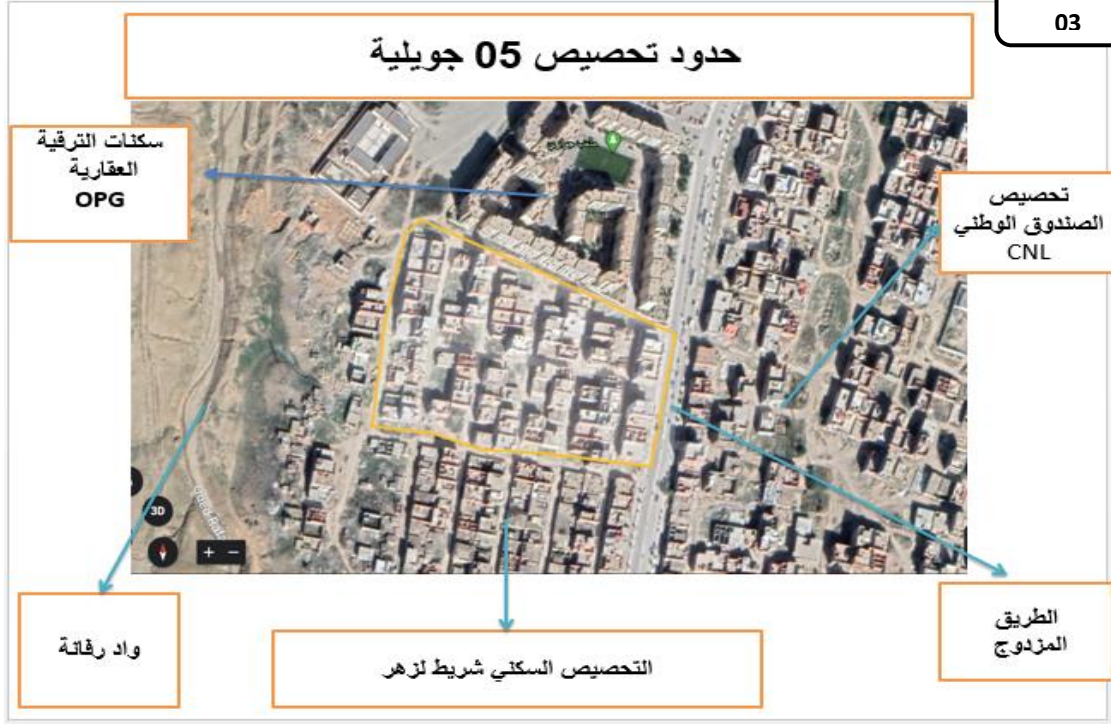 03
حدود تحصيص 05 جويلية
سكنات الترقية
العقارية
OPG
تحصيص
الصندوق الوطني
CNL
3D
+ −
الطريق
المزدوج
التحصيص السكني شريط لزهر
واد رفانة